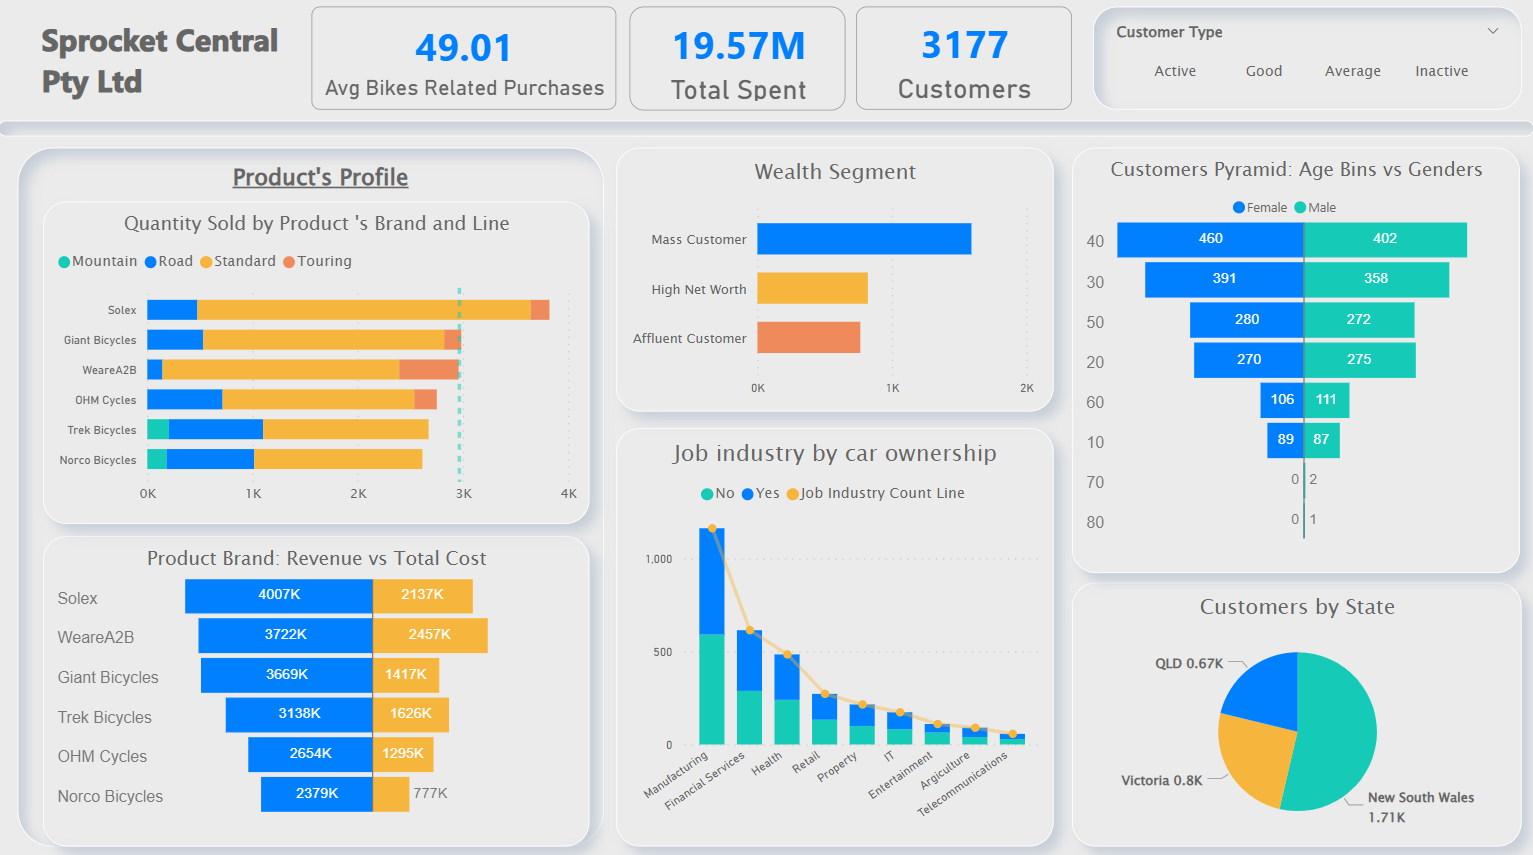 Sprocket Central
Pty Ltd
49.01
Avg Bikes Related Purchases
19.57M
Total Spent
3177
Customers
Customer Type
Active Good Average Inactive
Product's Profile
Quantity Sold by Product 's Brand and Line
Mountain Road Standard Touring
Solex
Giant Bicycles
WeareA2B
OHM Cycles
Trek Bicycles
Norco Bicycles
0K 1K 2K 3K 4K
Product Brand: Revenue vs Total Cost
Solex 4007K 2137K
WeareA2B 3722K 2457K
Giant Bicycles 3669K 1417K
Trek Bicycles 3138K 1626K
OHM Cycles 2654K 1295K
Norco Bicycles 2379K 777K
Wealth Segment
Mass Customer
High Net Worth
Affluent Customer
0K 1K 2K
Job industry by car ownership
No Yes Job Industry Count Line
1,000
500
0
Manufacturing
Financial Services
Health
Retail
Property
IT
Entertainment
Argiculture
Telecommunications
Customers Pyramid: Age Bins vs Genders
Female Male
40 460 402
30 391 358
50 280 272
20 270 275
60 106 111
10 89 87
70 0 2
80 0 1
Customers by State
QLD 0.67K
Victoria 0.8K
New South Wales
1.71K